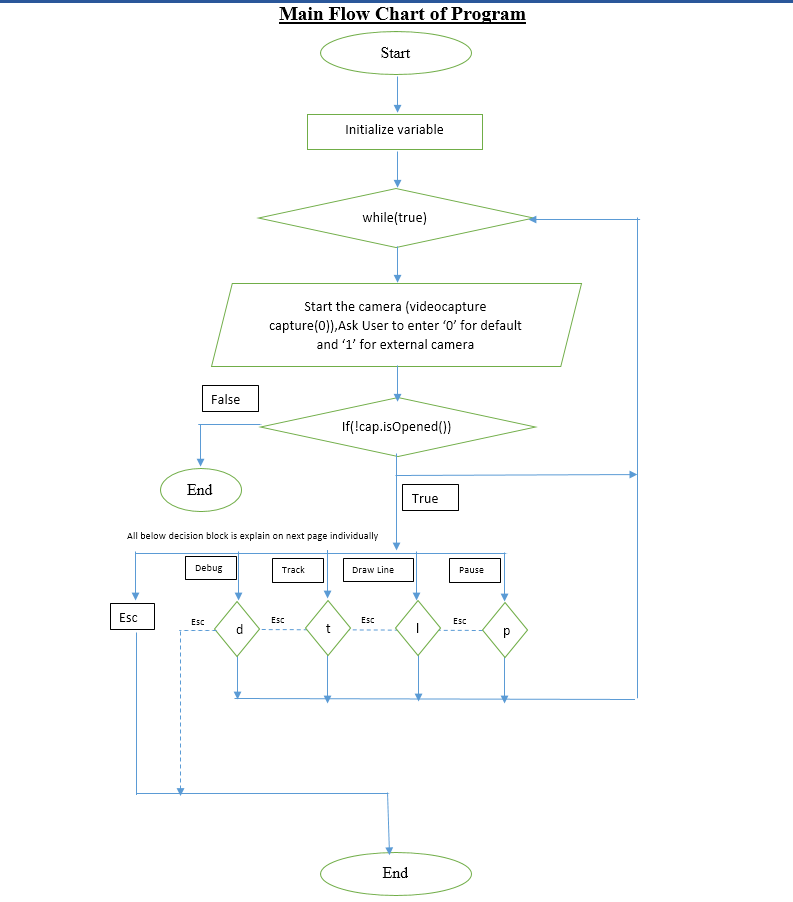 Main Flow Chart of Program
Start
Initialize variable
while(true)
Start the camera (videocapture
capture(0)),Ask User to enter ‘0’ for default
and ‘1’ for external camera
False
If(!cap.isOpened())
End
True
All below decision block is explain on next page individually
Debug
Track
Draw Line
Pause
Esc
Esc
d
Esc
t
Esc
l
Esc
p
End